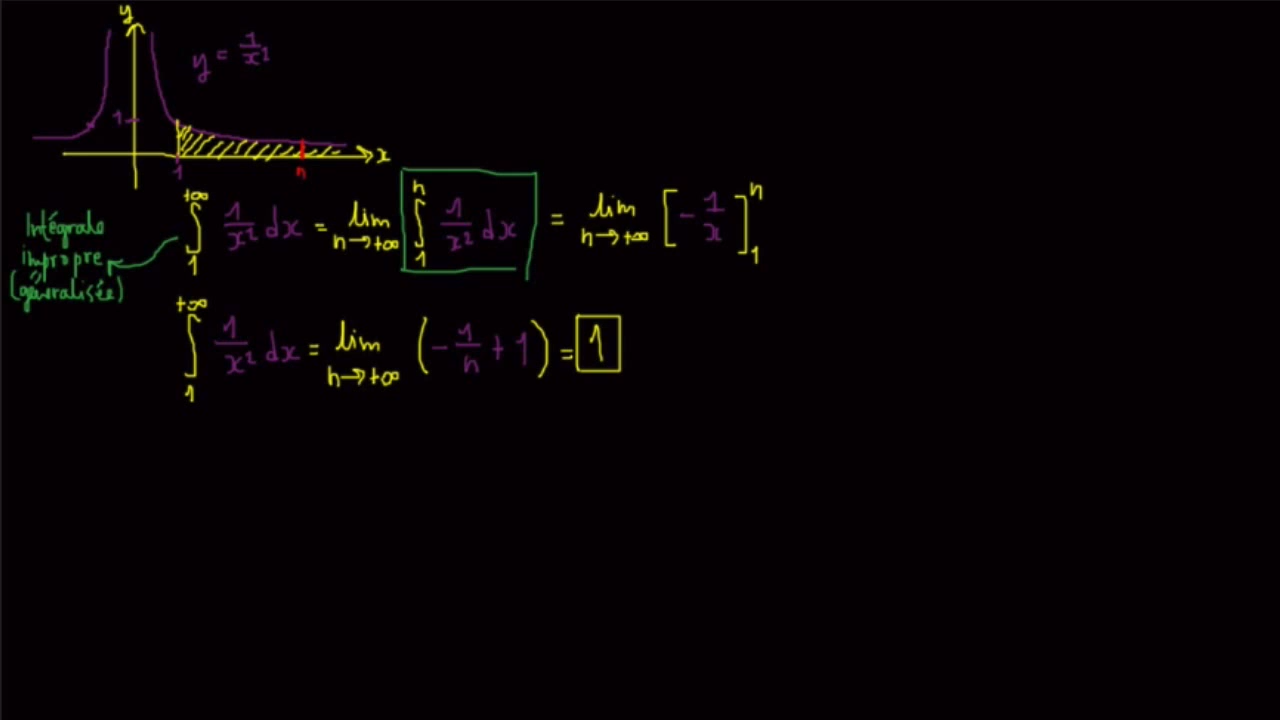 y
y = 1/x²
1
x
1
n
∫₁^{+∞} 1/x² dx = lim_{n→+∞} ∫₁^n 1/x² dx = lim_{n→+∞} [-1/x]₁^n
Intégrale
impropre
(généralisée)
∫₁^{+∞} 1/x² dx = lim_{n→+∞} (-1/n + 1) = 1